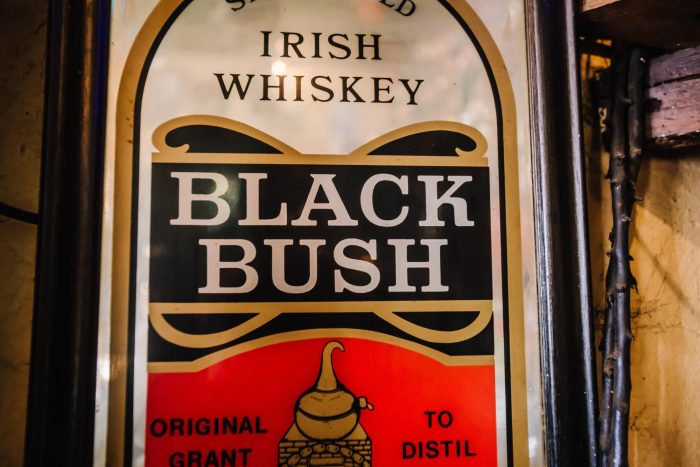 IRISH
WHISKEY
BLACK
BUSH
ORIGINAL
GRANT
TO
DISTIL